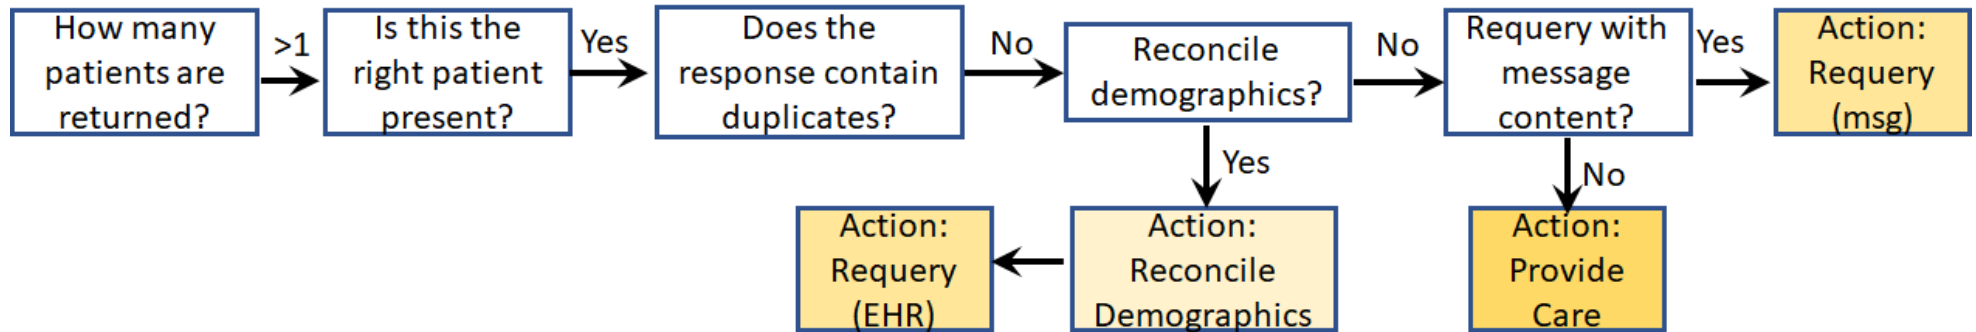 How many
patients are
returned?
>1
Is this the
right patient
present?
Yes
Does the
response contain
duplicates?
No
Reconcile
demographics?
No
Requery with
message
content?
Yes
Action:
Requery
(msg)
Yes
No
Action:
Requery
(EHR)
Action:
Reconcile
Demographics
Action:
Provide
Care